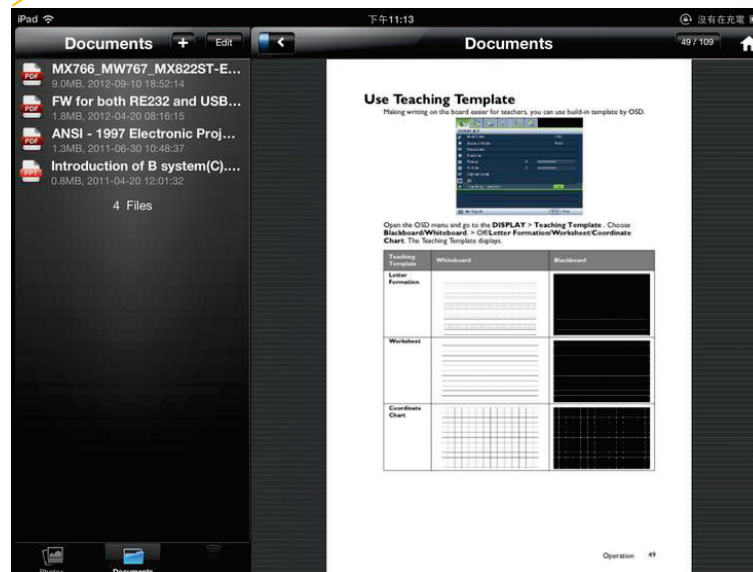 iPad
下午11:13
沒有在充電
Documents
+
Edit
Documents
49 / 109
MX766_MW767_MX822ST-E...
9.0MB, 2012-09-10 18:52:14
FW for both RE232 and USB...
1.8MB, 2012-04-20 08:16:15
ANSI - 1997 Electronic Proj...
1.3MB, 2011-06-30 10:48:37
Introduction of B system(C)....
0.8MB, 2011-04-20 12:01:32
4 Files
PDF
PDF
PDF
PPT
Documents
Use Teaching Template
Making writing on the board easier for teachers, you can use build-in template by OSD.
Open the OSD menu and go to the DISPLAY > Teaching Template . Choose
Blackboard/Whiteboard. > Off/Letter Formation/Worksheet/Coordinate
Chart. The Teaching Template displays.
Teaching
Template
Whiteboard
Blackboard
Letter
Formation
Worksheet
Coordinate
Chart
Operation 49